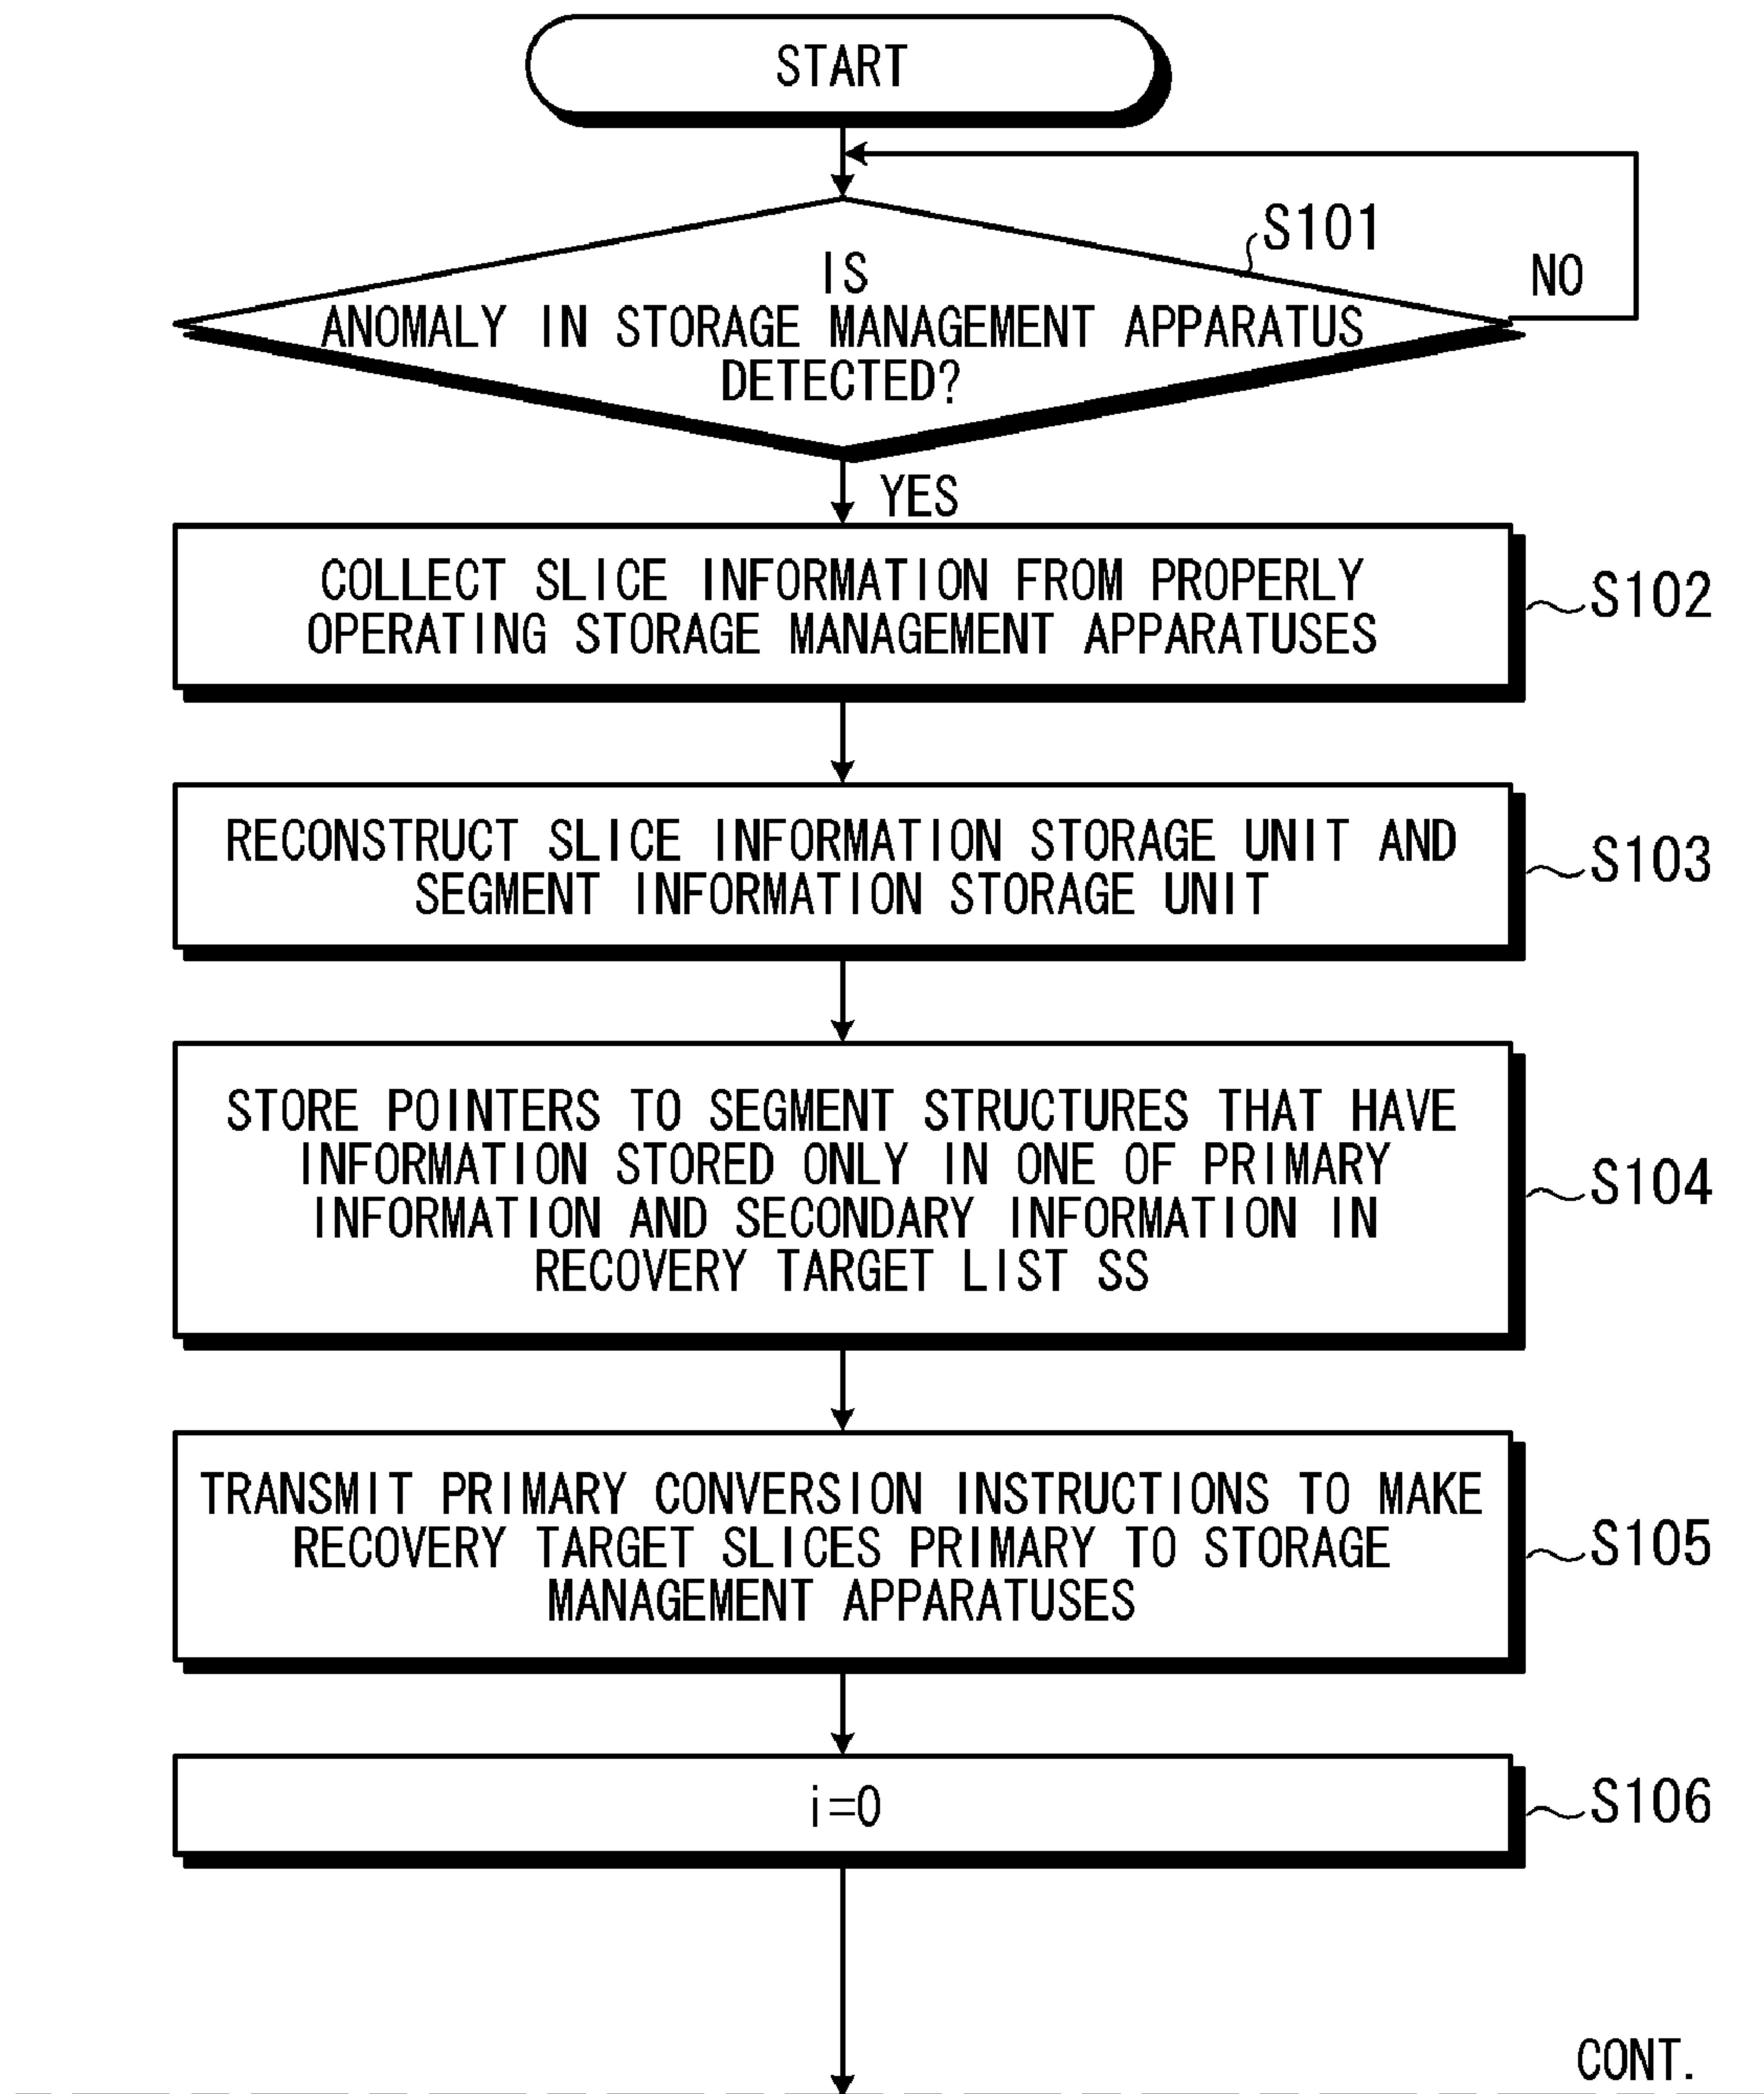 START
S101
NO
IS
ANOMALY IN STORAGE MANAGEMENT APPARATUS
DETECTED?
YES
COLLECT SLICE INFORMATION FROM PROPERLY
OPERATING STORAGE MANAGEMENT APPARATUSES
S102
RECONSTRUCT SLICE INFORMATION STORAGE UNIT AND
SEGMENT INFORMATION STORAGE UNIT
S103
STORE POINTERS TO SEGMENT STRUCTURES THAT HAVE
INFORMATION STORED ONLY IN ONE OF PRIMARY
INFORMATION AND SECONDARY INFORMATION IN
RECOVERY TARGET LIST SS
S104
TRANSMIT PRIMARY CONVERSION INSTRUCTIONS TO MAKE
RECOVERY TARGET SLICES PRIMARY TO STORAGE
MANAGEMENT APPARATUSES
S105
i=0
S106
CONT.